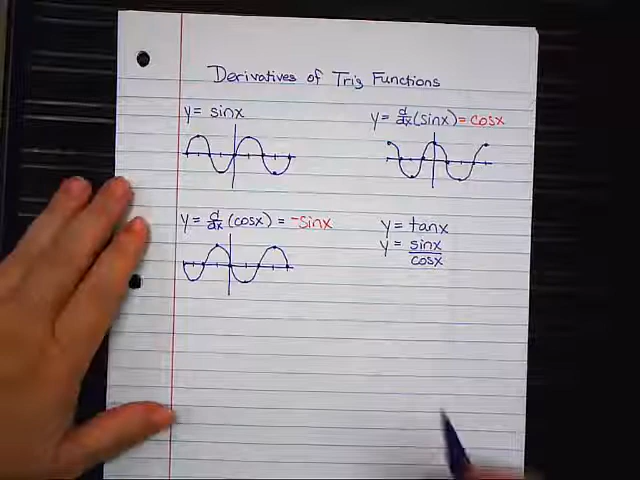 Derivatives of Trig Functions
y = sinx
y = d/dx (sinx) = cosx
y = d/dx (cosx) = -sinx
y = tanx
y = sinx/cosx